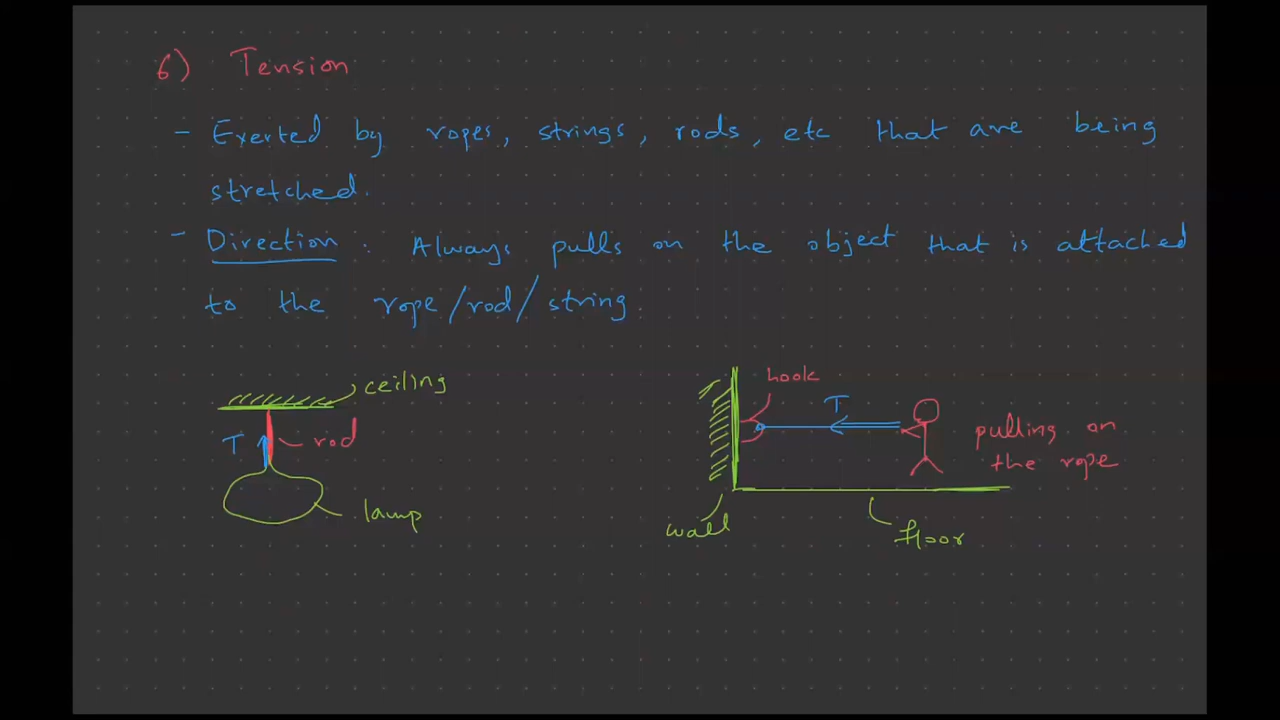 6) Tension
- Exerted by ropes, strings, rods, etc that are being
stretched.
- Direction : Always pulls on the object that is attached
to the rope/rod/string.
ceiling
T
rod
lamp
hook
T
pulling on
the rope
wall
floor